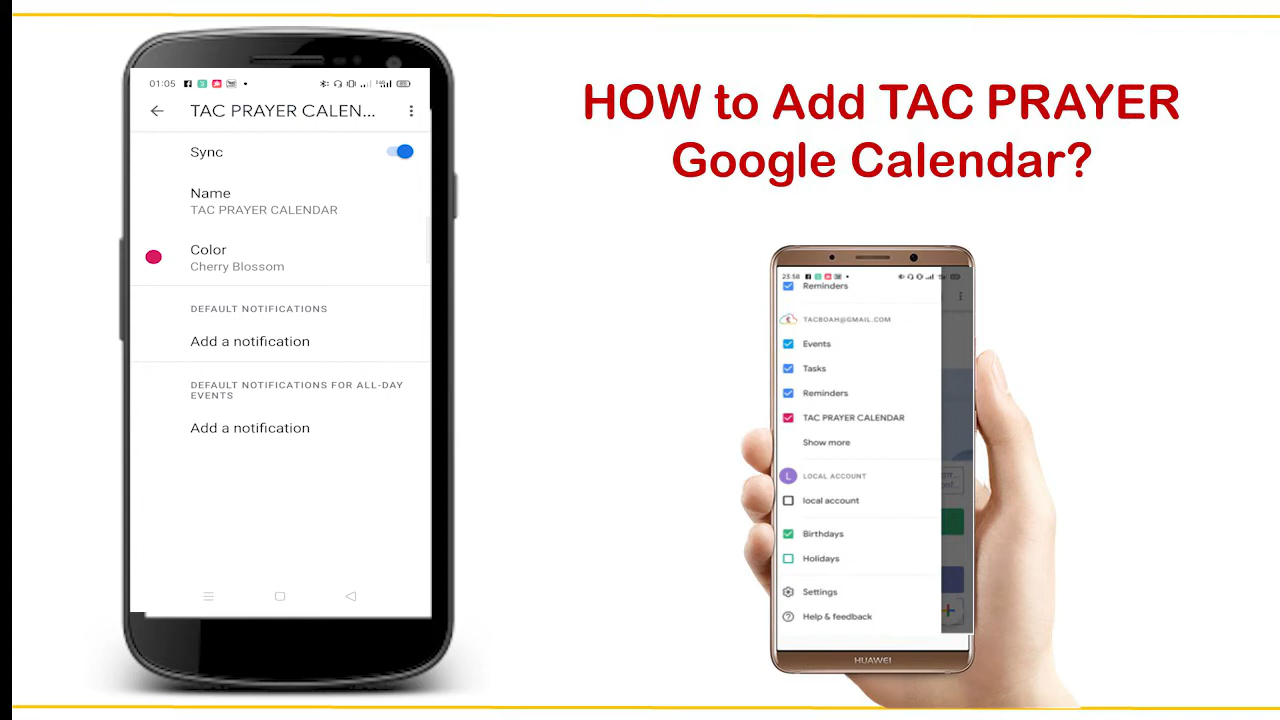 HOW to Add TAC PRAYER
Google Calendar?
01:05
TAC PRAYER CALEN...
Sync
Name
TAC PRAYER CALENDAR
Color
Cherry Blossom
DEFAULT NOTIFICATIONS
Add a notification
DEFAULT NOTIFICATIONS FOR ALL-DAY
EVENTS
Add a notification
23:58
Reminders
TACBOAH@GMAIL.COM
Events
Tasks
Reminders
TAC PRAYER CALENDAR
Show more
L LOCAL ACCOUNT
local account
Birthdays
Holidays
Settings
Help & feedback
HUAWEI